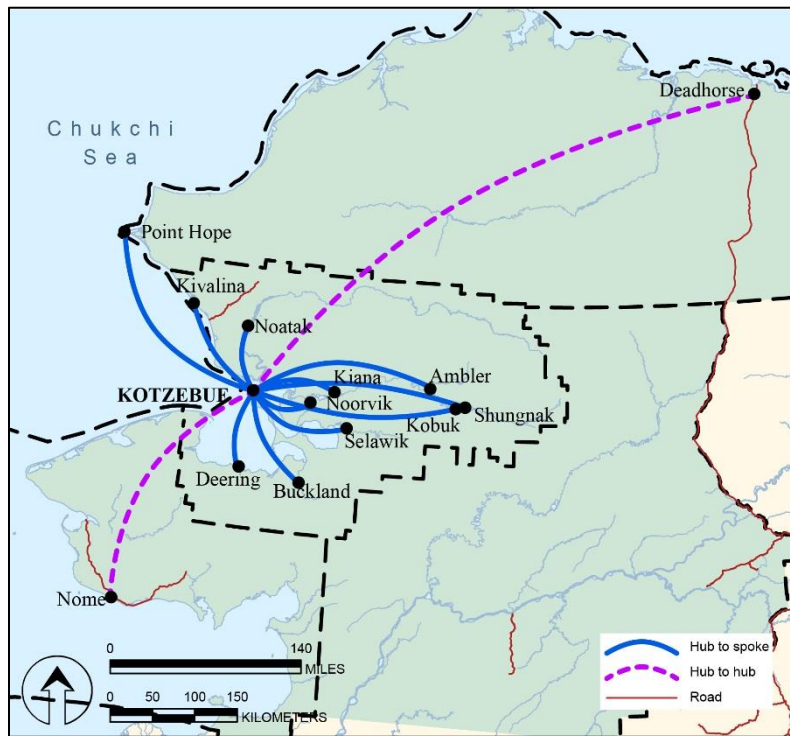 Deadhorse
Chukchi
Sea
Point Hope
Kivalina
Noatak
KOTZEBUE
Kiana
Ambler
Noorvik
Kobuk
Shungnak
Selawik
Deering
Buckland
Nome
0 140
MILES
0 50 100 150
KILOMETERS
Hub to spoke
Hub to hub
Road